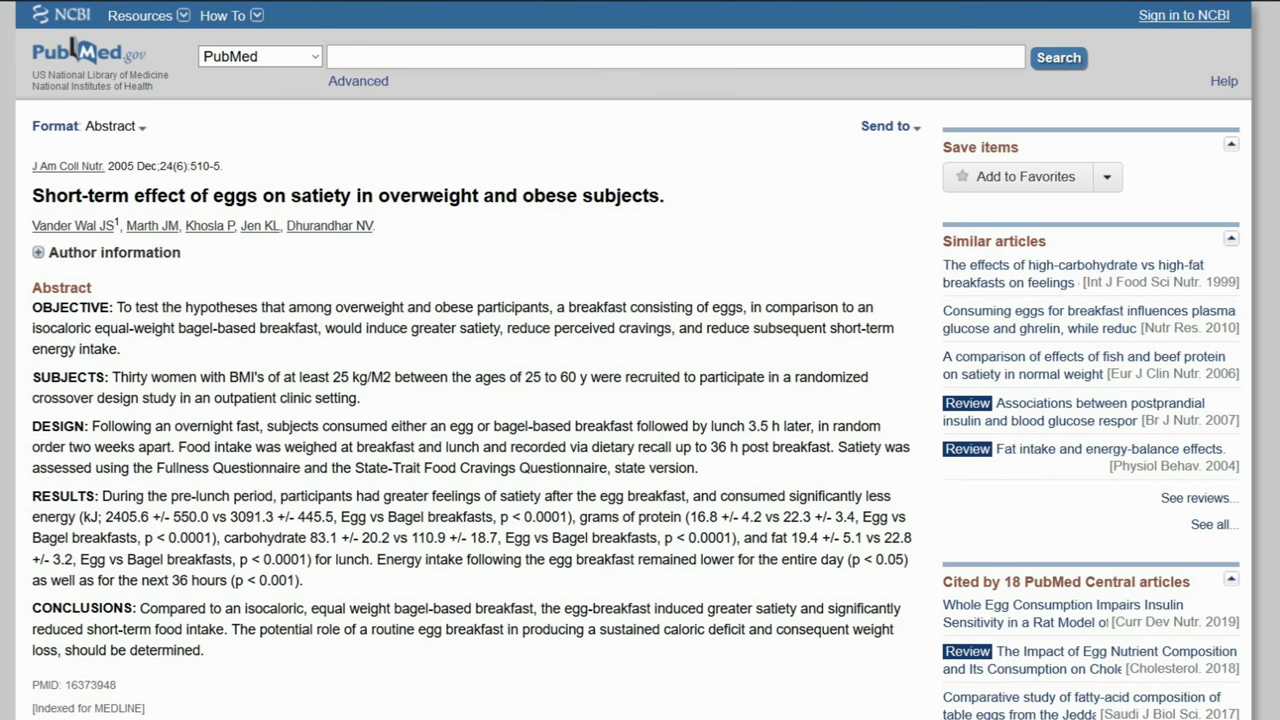 NCBI Resources How To Sign in to NCBI
PubMed.gov
US National Library of Medicine
National Institutes of Health
PubMed
Search
Advanced
Help
Format: Abstract
Send to
J Am Coll Nutr. 2005 Dec;24(6):510-5.
Short-term effect of eggs on satiety in overweight and obese subjects.
Vander Wal JS1, Marth JM, Khosla P, Jen KL, Dhurandhar NV.
Author information
Abstract
OBJECTIVE: To test the hypotheses that among overweight and obese participants, a breakfast consisting of eggs, in comparison to an
isocaloric equal-weight bagel-based breakfast, would induce greater satiety, reduce perceived cravings, and reduce subsequent short-term
energy intake.
SUBJECTS: Thirty women with BMI's of at least 25 kg/M2 between the ages of 25 to 60 y were recruited to participate in a randomized
crossover design study in an outpatient clinic setting.
DESIGN: Following an overnight fast, subjects consumed either an egg or bagel-based breakfast followed by lunch 3.5 h later, in random
order two weeks apart. Food intake was weighed at breakfast and lunch and recorded via dietary recall up to 36 h post breakfast. Satiety was
assessed using the Fullness Questionnaire and the State-Trait Food Cravings Questionnaire, state version.
RESULTS: During the pre-lunch period, participants had greater feelings of satiety after the egg breakfast, and consumed significantly less
energy (kJ; 2405.6 +/- 550.0 vs 3091.3 +/- 445.5, Egg vs Bagel breakfasts, p < 0.0001), grams of protein (16.8 +/- 4.2 vs 22.3 +/- 3.4, Egg vs
Bagel breakfasts, p < 0.0001), carbohydrate 83.1 +/- 20.2 vs 110.9 +/- 18.7, Egg vs Bagel breakfasts, p < 0.0001), and fat 19.4 +/- 5.1 vs 22.8
+/- 3.2, Egg vs Bagel breakfasts, p < 0.0001) for lunch. Energy intake following the egg breakfast remained lower for the entire day (p < 0.05)
as well as for the next 36 hours (p < 0.001).
CONCLUSIONS: Compared to an isocaloric, equal weight bagel-based breakfast, the egg-breakfast induced greater satiety and significantly
reduced short-term food intake. The potential role of a routine egg breakfast in producing a sustained caloric deficit and consequent weight
loss, should be determined.
PMID: 16373948
[Indexed for MEDLINE]
Save items
Add to Favorites
Similar articles
The effects of high-carbohydrate vs high-fat
breakfasts on feelings [Int J Food Sci Nutr. 1999]
Consuming eggs for breakfast influences plasma
glucose and ghrelin, while reduc [Nutr Res. 2010]
A comparison of effects of fish and beef protein
on satiety in normal weight [Eur J Clin Nutr. 2006]
Review Associations between postprandial
insulin and blood glucose respor [Br J Nutr. 2007]
Review Fat intake and energy-balance effects.
[Physiol Behav. 2004]
See reviews...
See all...
Cited by 18 PubMed Central articles
Whole Egg Consumption Impairs Insulin
Sensitivity in a Rat Model of [Curr Dev Nutr. 2019]
Review The Impact of Egg Nutrient Composition
and Its Consumption on Chole [Cholesterol. 2018]
Comparative study of fatty-acid composition of
table eggs from the Jedda [Saudi J Biol Sci. 2017]